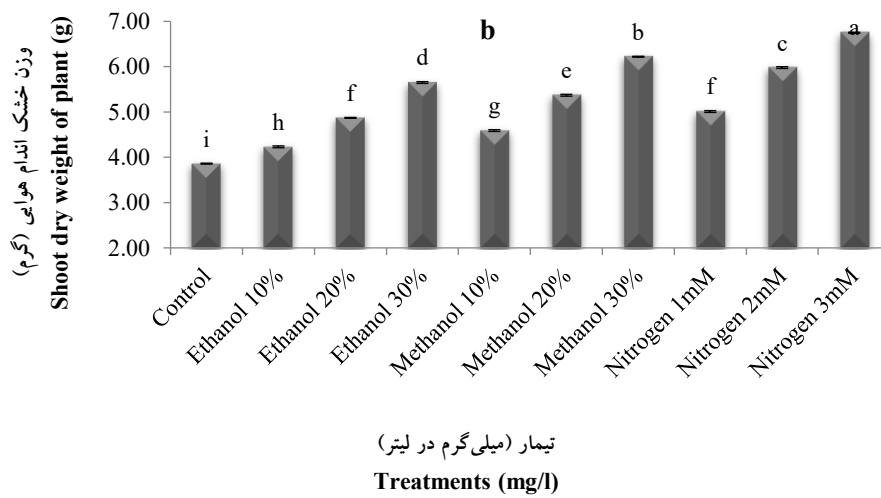 وزن خشک اندام هوایی (گرم)
Shoot dry weight of plant (g)
7.00
6.00
5.00
4.00
3.00
2.00
b
i
h
f
d
g
e
b
f
c
a
Control
Ethanol 10%
Ethanol 20%
Ethanol 30%
Methanol 10%
Methanol 20%
Methanol 30%
Nitrogen 1mM
Nitrogen 2mM
Nitrogen 3mM
تیمار (میلی‌گرم در لیتر)
Treatments (mg/l)